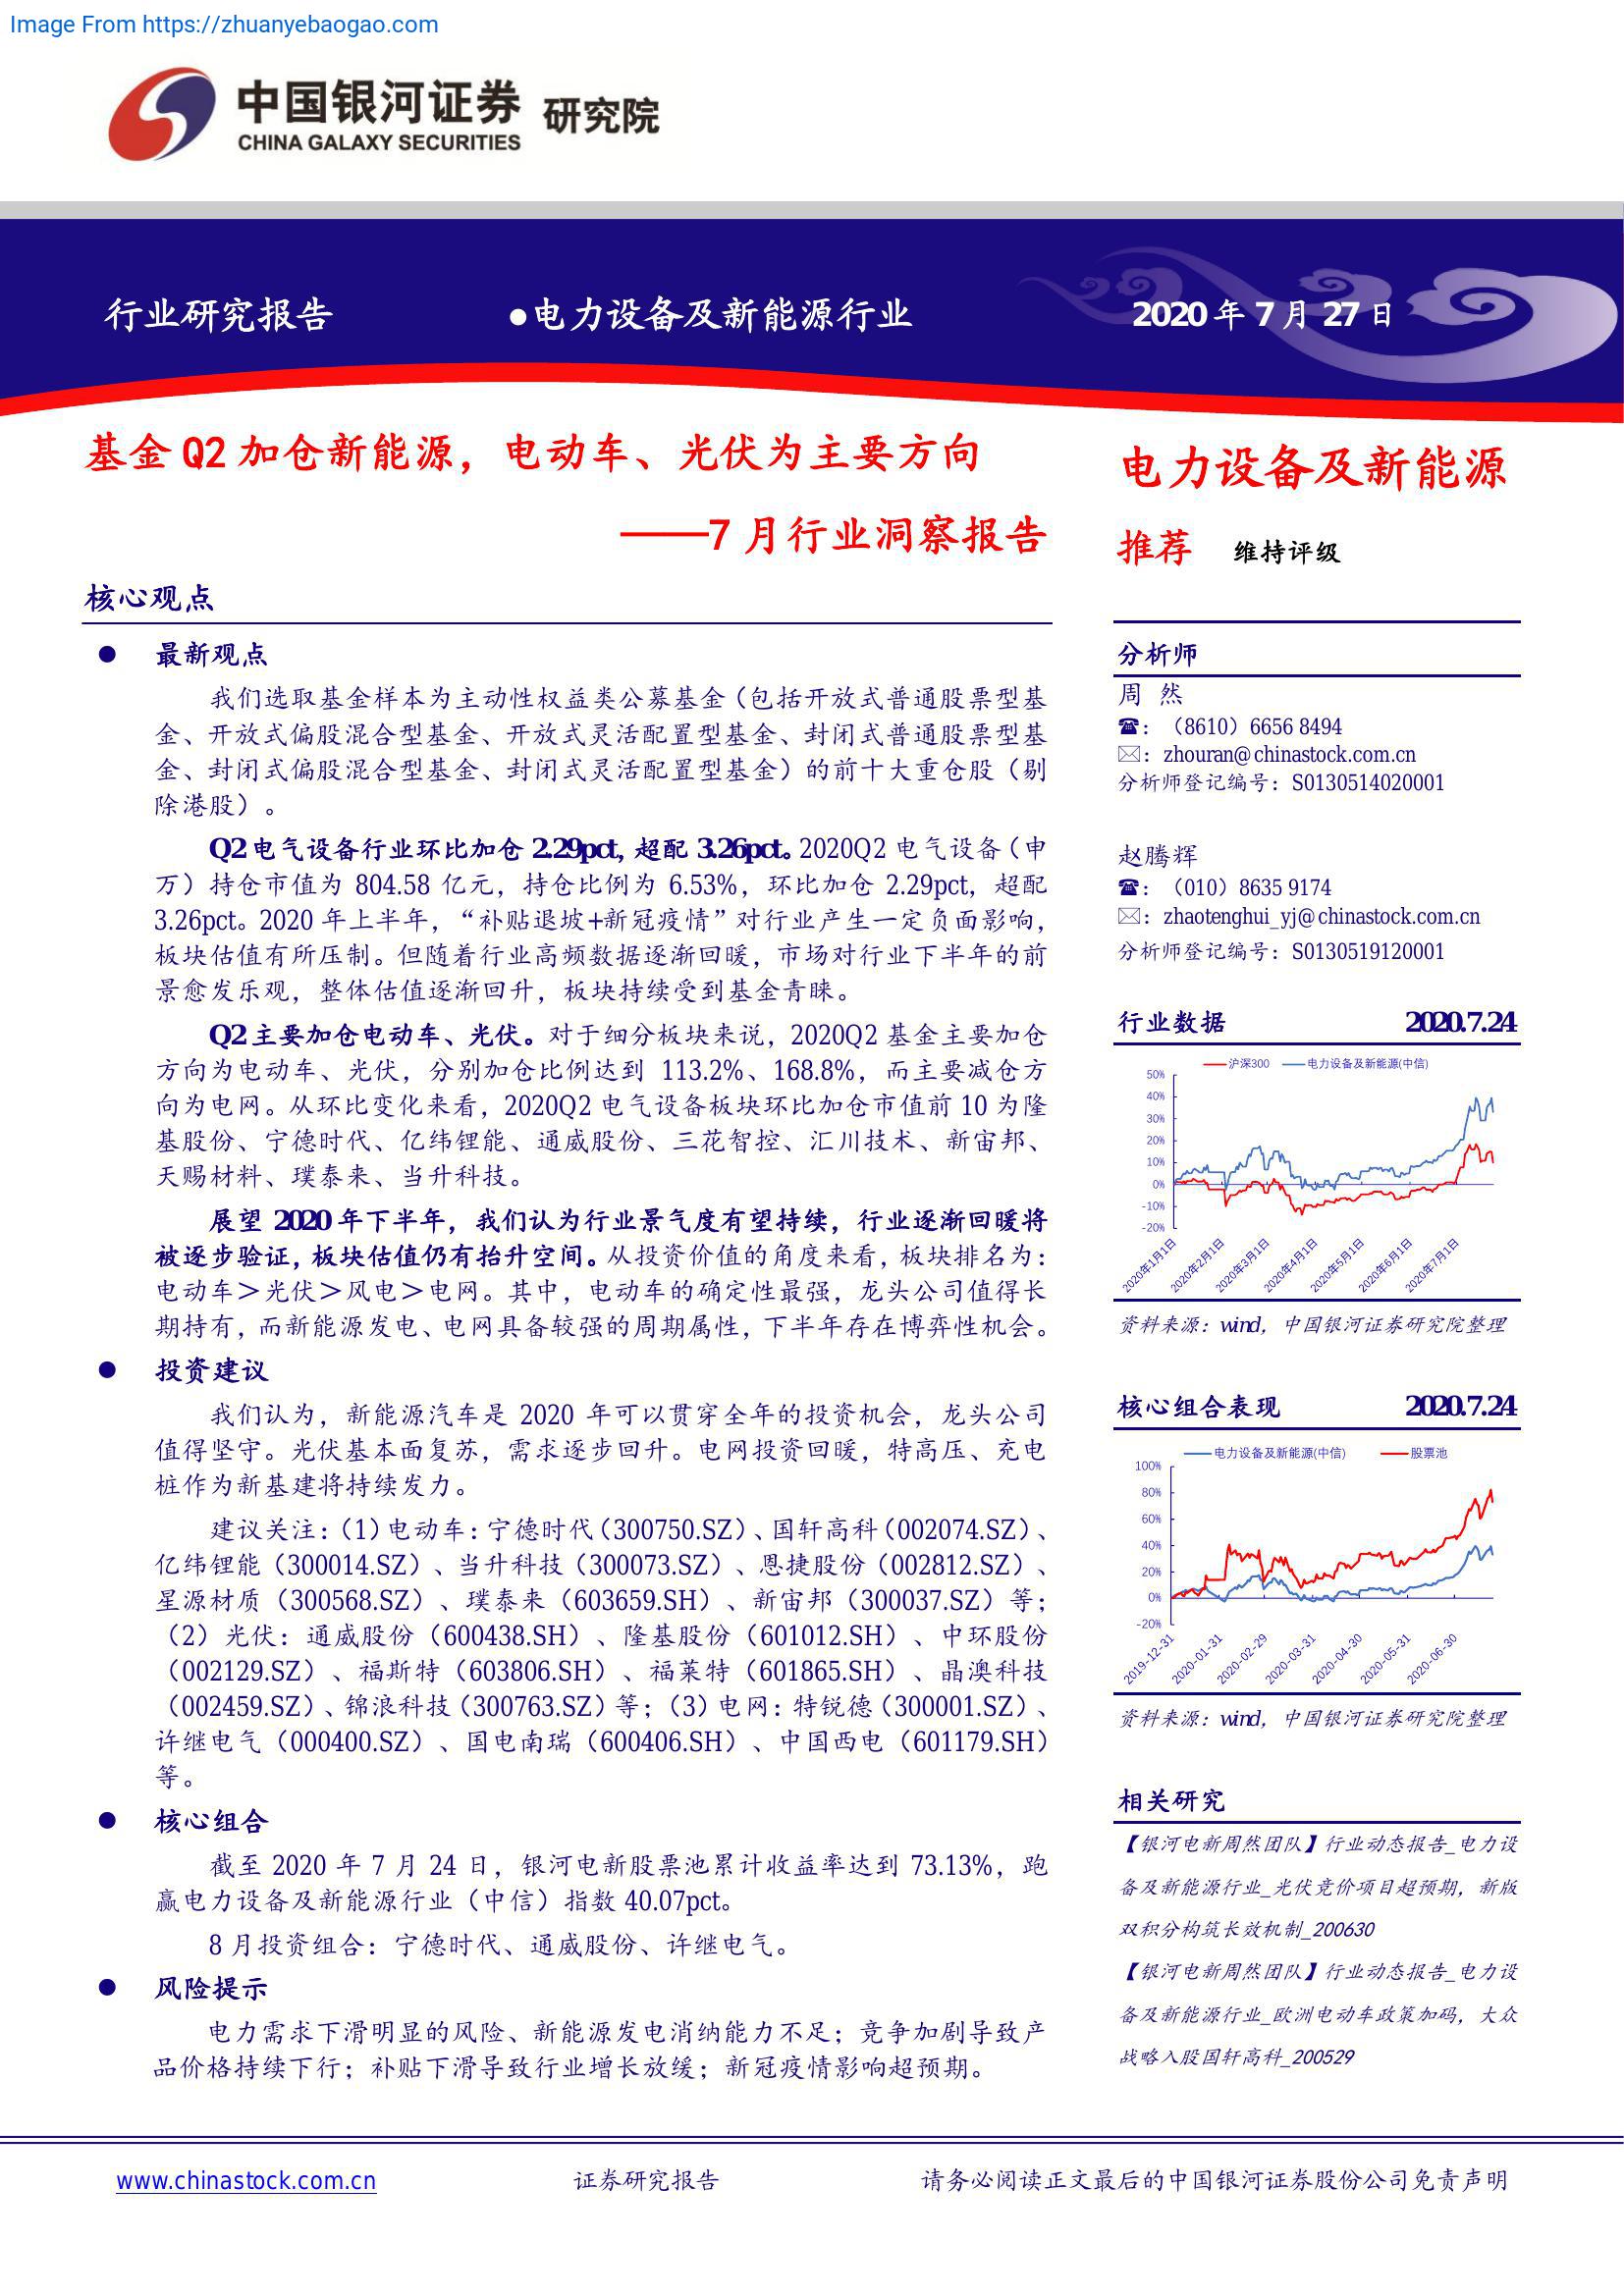 Image From https://zhuanyebaogao.com
中国银河证券 研究院
CHINA GALAXY SECURITIES
行业研究报告 ●电力设备及新能源行业 2020 年 7 月 27 日
基金 Q2 加仓新能源，电动车、光伏为主要方向
——7 月行业洞察报告
核心观点
● 最新观点
我们选取基金样本为主动性权益类公募基金（包括开放式普通股票型基
金、开放式偏股混合型基金、开放式灵活配置型基金、封闭式普通股票型基
金、封闭式偏股混合型基金、封闭式灵活配置型基金）的前十大重仓股（剔
除港股）。
Q2 电气设备行业环比加仓 2.29pct, 超配 3.26pct。2020Q2 电气设备（申
万）持仓市值为 804.58 亿元，持仓比例为 6.53%，环比加仓 2.29pct，超配
3.26pct。2020 年上半年，“补贴退坡+新冠疫情”对行业产生一定负面影响，
板块估值有所压制。但随着行业高频数据逐渐回暖，市场对行业下半年的前
景愈发乐观，整体估值逐渐回升，板块持续受到基金青睐。
Q2 主要加仓电动车、光伏。对于细分板块来说，2020Q2 基金主要加仓
方向为电动车、光伏，分别加仓比例达到 113.2%、168.8%，而主要减仓方
向为电网。从环比变化来看，2020Q2 电气设备板块环比加仓市值前 10 为隆
基股份、宁德时代、亿纬锂能、通威股份、三花智控、汇川技术、新宙邦、
天赐材料、璞泰来、当升科技。
展望 2020 年下半年，我们认为行业景气度有望持续，行业逐渐回暖将
被逐步验证，板块估值仍有抬升空间。从投资价值的角度来看，板块排名为：
电动车＞光伏＞风电＞电网。其中，电动车的确定性最强，龙头公司值得长
期持有，而新能源发电、电网具备较强的周期属性，下半年存在博弈性机会。
● 投资建议
我们认为，新能源汽车是 2020 年可以贯穿全年的投资机会，龙头公司
值得坚守。光伏基本面复苏，需求逐步回升。电网投资回暖，特高压、充电
桩作为新基建将持续发力。
建议关注：（1）电动车：宁德时代（300750.SZ）、国轩高科（002074.SZ）、
亿纬锂能（300014.SZ）、当升科技（300073.SZ）、恩捷股份（002812.SZ）、
星源材质（300568.SZ）、璞泰来（603659.SH）、新宙邦（300037.SZ）等；
（2）光伏：通威股份（600438.SH）、隆基股份（601012.SH）、中环股份
（002129.SZ）、福斯特（603806.SH）、福莱特（601865.SH）、晶澳科技
（002459.SZ）、锦浪科技（300763.SZ）等；（3）电网：特锐德（300001.SZ）、
许继电气（000400.SZ）、国电南瑞（600406.SH）、中国西电（601179.SH）
等。
● 核心组合
截至 2020 年 7 月 24 日，银河电新股票池累计收益率达到 73.13%，跑
赢电力设备及新能源行业（中信）指数 40.07pct。
8 月投资组合：宁德时代、通威股份、许继电气。
● 风险提示
电力需求下滑明显的风险、新能源发电消纳能力不足；竞争加剧导致产
品价格持续下行；补贴下滑导致行业增长放缓；新冠疫情影响超预期。
电力设备及新能源
推荐 维持评级
分析师
周 然
☎：（8610）6656 8494
✉：zhouran@chinastock.com.cn
分析师登记编号：S0130514020001
赵腾辉
☎：（010）8635 9174
✉：zhaotenghui_yj@chinastock.com.cn
分析师登记编号：S0130519120001
行业数据 2020.7.24
沪深300 电力设备及新能源(中信)
50%
40%
30%
20%
10%
0%
-10%
-20%
2020年1月1日 2020年2月1日 2020年3月1日 2020年4月1日 2020年5月1日 2020年6月1日 2020年7月1日
资料来源：wind，中国银河证券研究院整理
核心组合表现 2020.7.24
电力设备及新能源(中信) 股票池
100%
80%
60%
40%
20%
0%
-20%
2019-12-31 2020-01-31 2020-02-29 2020-03-31 2020-04-30 2020-05-31 2020-06-30
资料来源：wind，中国银河证券研究院整理
相关研究
【银河电新周然团队】行业动态报告_电力设
备及新能源行业_光伏竞价项目超预期，新版
双积分构筑长效机制_200630
【银河电新周然团队】行业动态报告_电力设
备及新能源行业_欧洲电动车政策加码，大众
战略入股国轩高科_200529
www.chinastock.com.cn 证券研究报告 请务必阅读正文最后的中国银河证券股份公司免责声明